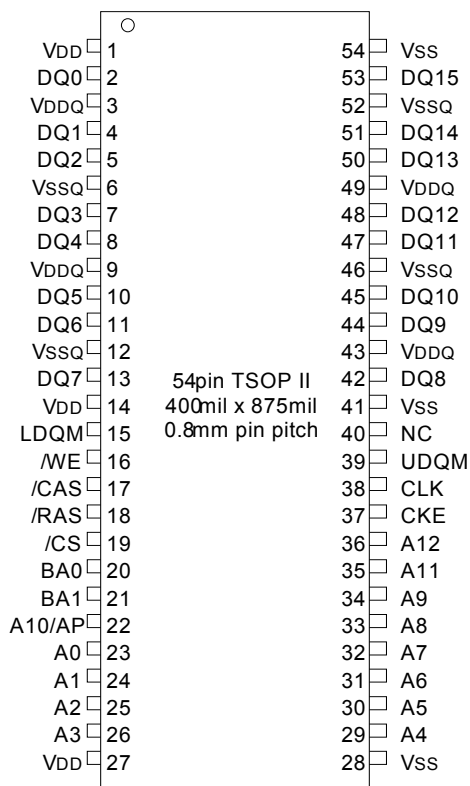 VDD 1 54 VSS
DQ0 2 53 DQ15
VDDQ 3 52 VSSQ
DQ1 4 51 DQ14
DQ2 5 50 DQ13
VSSQ 6 49 VDDQ
DQ3 7 48 DQ12
DQ4 8 47 DQ11
VDDQ 9 46 VSSQ
DQ5 10 45 DQ10
DQ6 11 44 DQ9
VSSQ 12 43 VDDQ
DQ7 13 54pin TSOP II 42 DQ8
VDD 14 400mil x 875mil 41 VSS
LDQM 15 0.8mm pin pitch 40 NC
/WE 16 39 UDQM
/CAS 17 38 CLK
/RAS 18 37 CKE
/CS 19 36 A12
BA0 20 35 A11
BA1 21 34 A9
A10/AP 22 33 A8
A0 23 32 A7
A1 24 31 A6
A2 25 30 A5
A3 26 29 A4
VDD 27 28 VSS